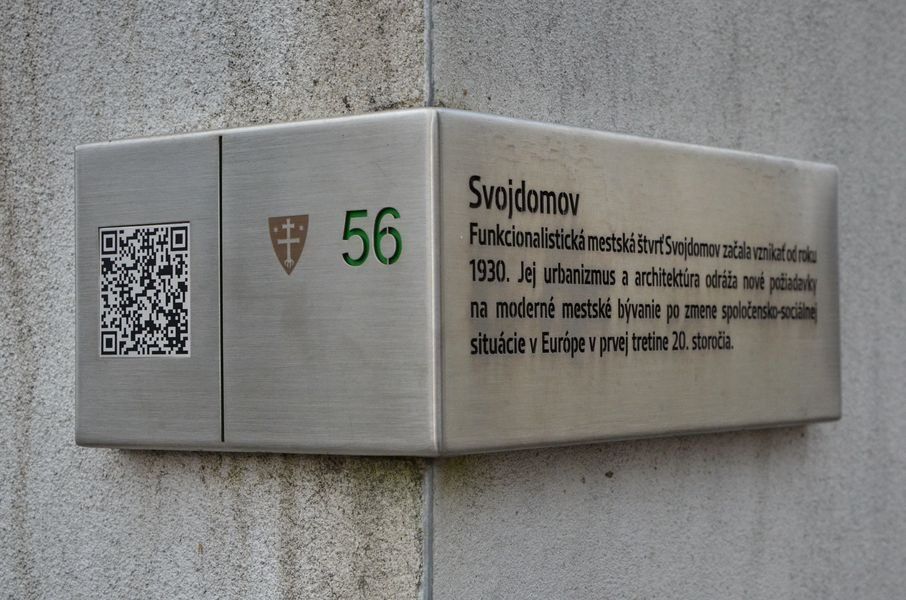 56
Svojdomov
Funkcionalistická mestská štvrť Svojdomov začala vznikať od roku
1930. Jej urbanizmus a architektúra odráža nové požiadavky
na moderné mestské bývanie po zmene spoločensko-sociálnej
situácie v Európe v prvej tretine 20. storočia.